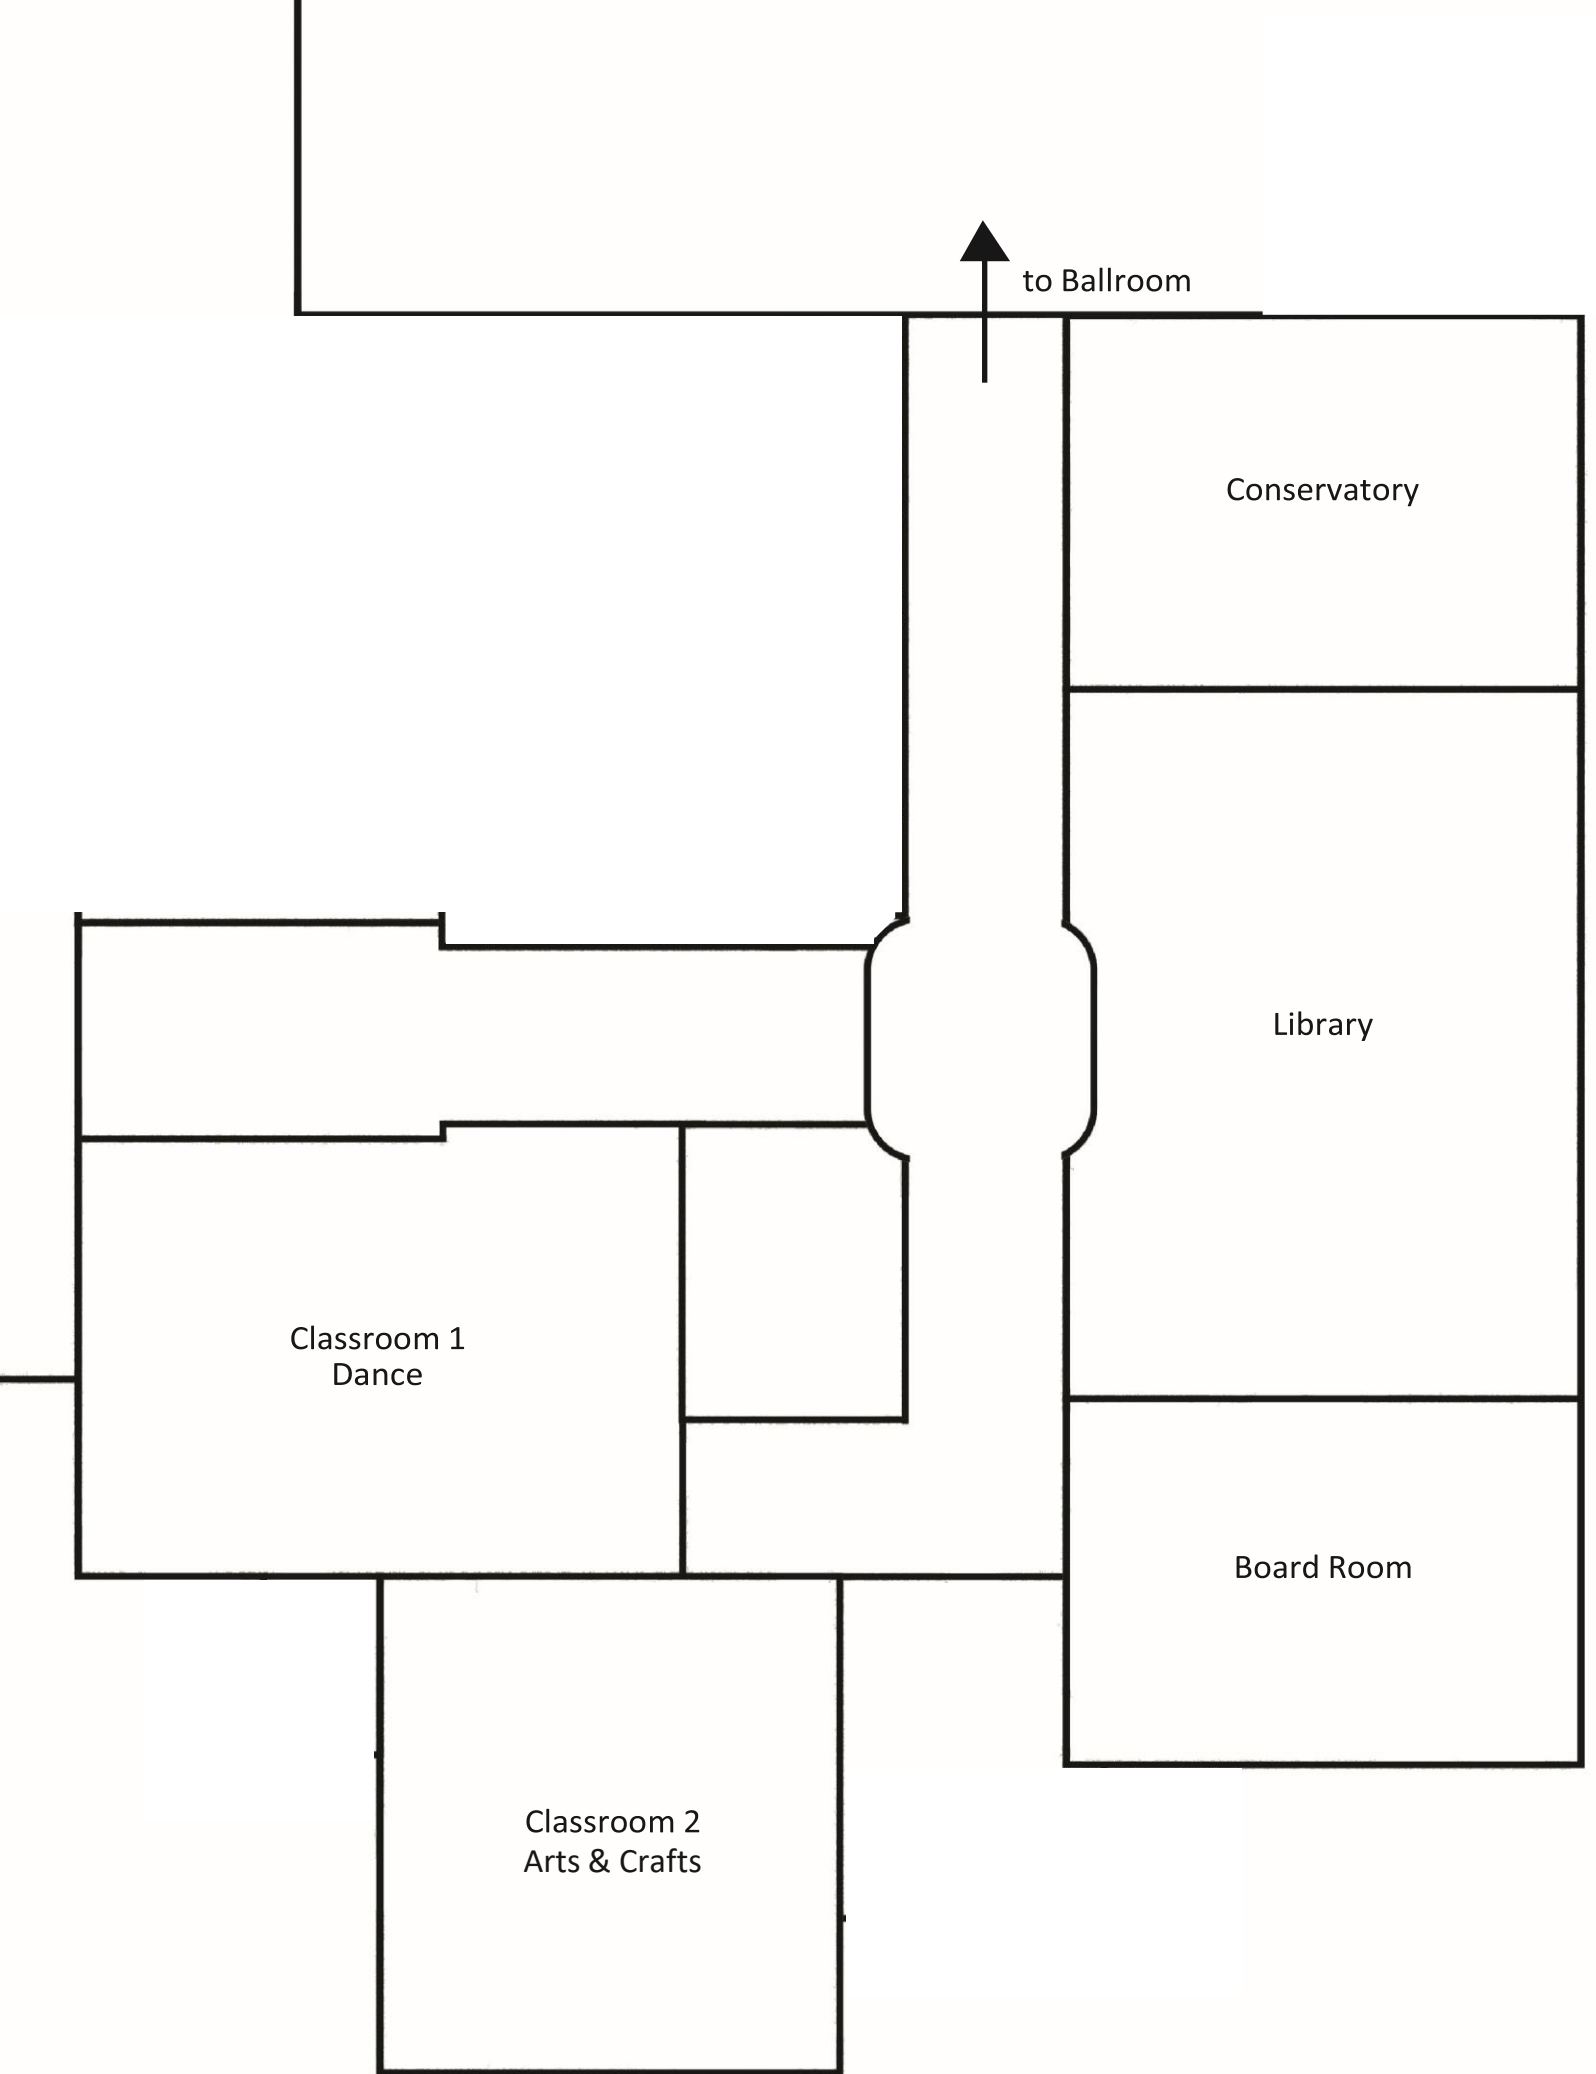 to Ballroom
Conservatory
Library
Classroom 1
Dance
Board Room
Classroom 2
Arts & Crafts